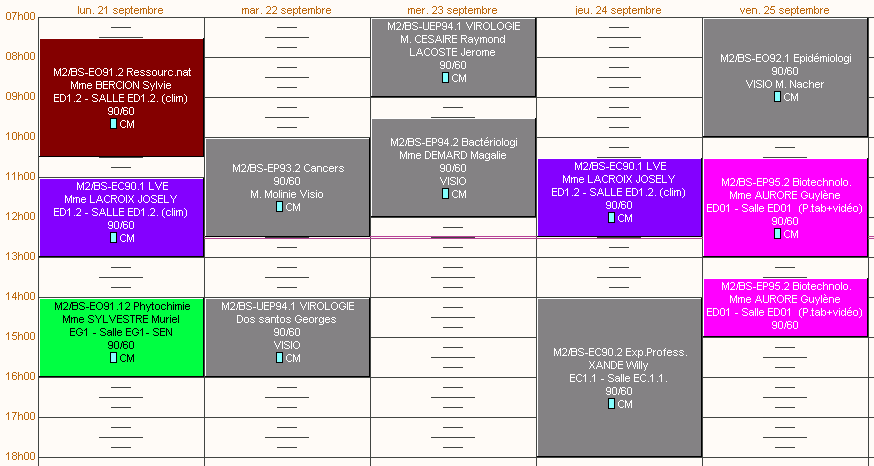 lun. 21 septembre
mar. 22 septembre
mer. 23 septembre
jeu. 24 septembre
ven. 25 septembre
07h00
08h00
09h00
10h00
11h00
12h00
13h00
14h00
15h00
16h00
17h00
18h00
M2/BS-EO91.2 Ressourc.nat
Mme BERCION Sylvie
ED1.2 - SALLE ED1.2. (clim)
90/60
CM
M2/BS-EC90.1 LVE
Mme LACROIX JOSELY
ED1.2 - SALLE ED1.2. (clim)
90/60
CM
M2/BS-EO91.12 Phytochimie
Mme SYLVESTRE Muriel
EG1 - Salle EG1- SEN
90/60
CM
M2/BS-EP93.2 Cancers
90/60
M. Molinie Visio
CM
M2/BS-UEP94.1 VIROLOGIE
Dos santos Georges
90/60
VISIO
CM
M2/BS-UEP94.1 VIROLOGIE
M. CESAIRE Raymond
LACOSTE Jerome
90/60
CM
M2/BS-EP94.2 Bactériologi
Mme DEMARD Magalie
90/60
VISIO
CM
M2/BS-EC90.1 LVE
Mme LACROIX JOSELY
ED1.2 - SALLE ED1.2. (clim)
90/60
CM
M2/BS-EC90.2 Exp.Profess.
XANDE Willy
EC1.1 - Salle EC.1.1.
90/60
CM
M2/BS-EO92.1 Epidémiologi
90/60
VISIO M. Nacher
CM
M2/BS-EP95.2 Biotechnolo.
Mme AURORE Guylène
ED01 - Salle ED01 (P.tab+vidéo)
90/60
CM
M2/BS-EP95.2 Biotechnolo.
Mme AURORE Guylène
ED01 - Salle ED01 (P.tab+vidéo)
90/60